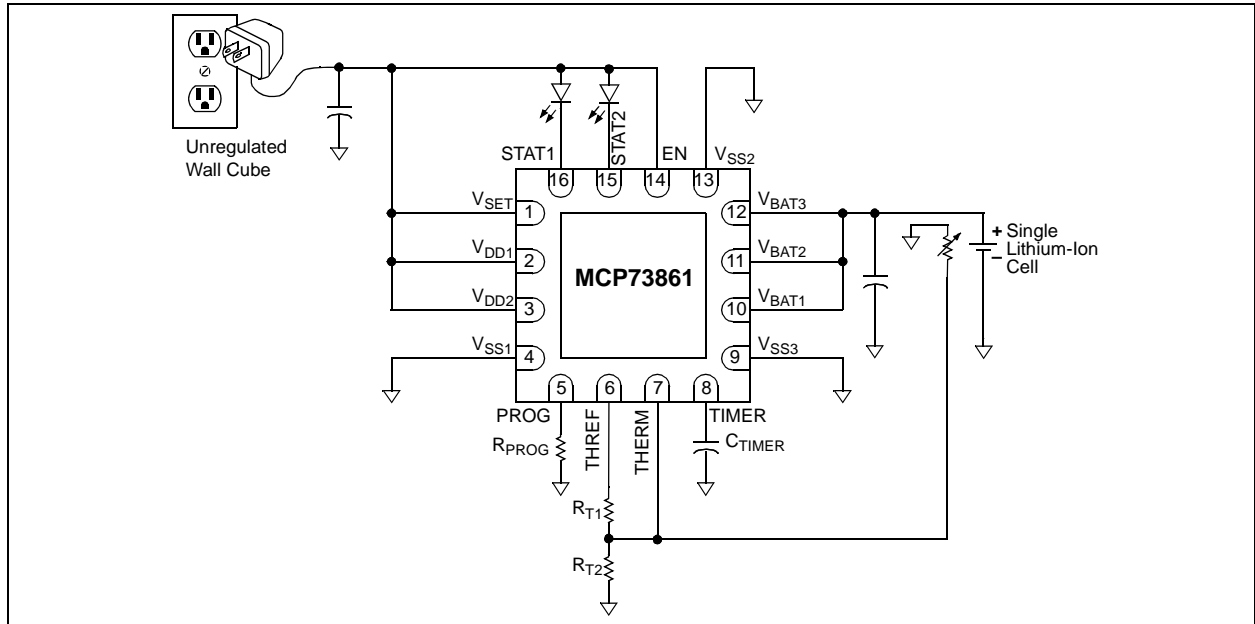 Unregulated
Wall Cube
STAT1
STAT2
EN
VSS2
16
15
14
13
VSET
1
VDD1
2
VDD2
3
VSS1
4
MCP73861
12
VBAT3
11
VBAT2
10
VBAT1
9
VSS3
+ Single
Lithium-Ion
– Cell
5
6
7
8
PROG
THREF
THERM
TIMER
RPROG
CTIMER
RT1
RT2